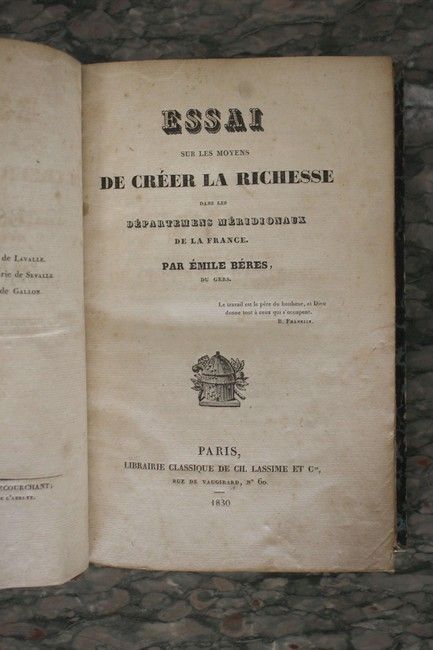 de Lavalle.
rie de Sevalle
de Gallon.
ECOURCHANT;
ESSAI
SUR LES MOYENS
DE CRÉER LA RICHESSE
DANS LES
DÉPARTEMENS MÉRIDIONAUX
DE LA FRANCE.
PAR ÉMILE BÉRES,
DU GERS.
Le travail est le père du bonheur, et Dieu
donne tout à ceux qui s'occupent.
B. Franklin.
PARIS,
LIBRAIRIE CLASSIQUE DE CH. LASSIME ET Cie,
RUE DE VAUGIRARD, N° 60.
1830